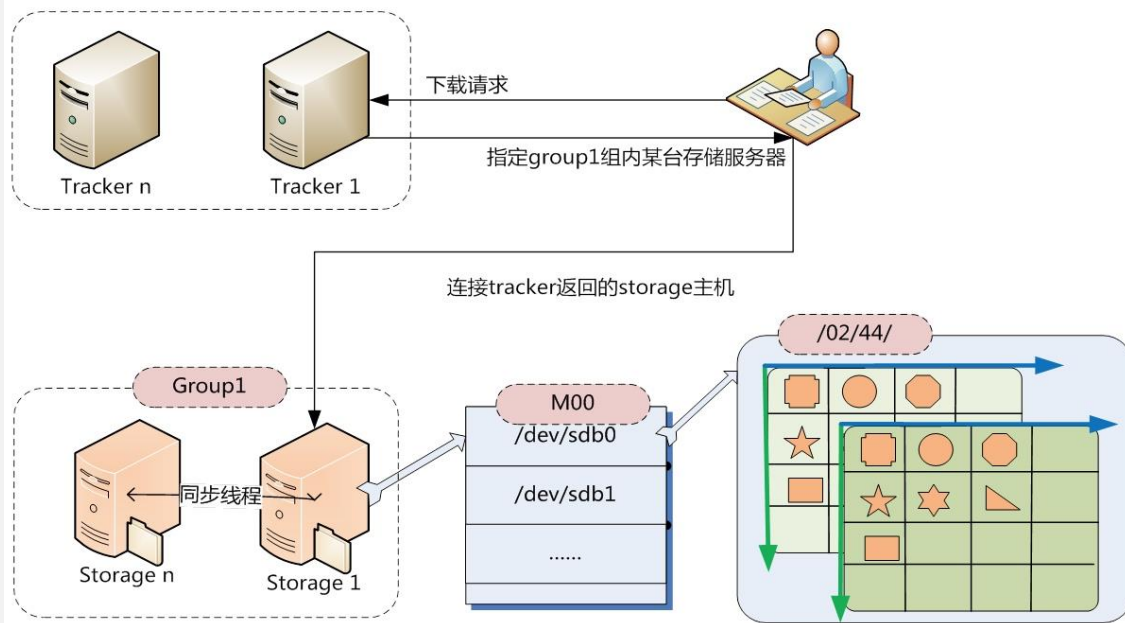 下载请求
Tracker n
Tracker 1
指定group1组内某台存储服务器
连接tracker返回的storage主机
/02/44/
Group1
M00
/dev/sdb0
同步线程
/dev/sdb1
......
Storage n
Storage 1